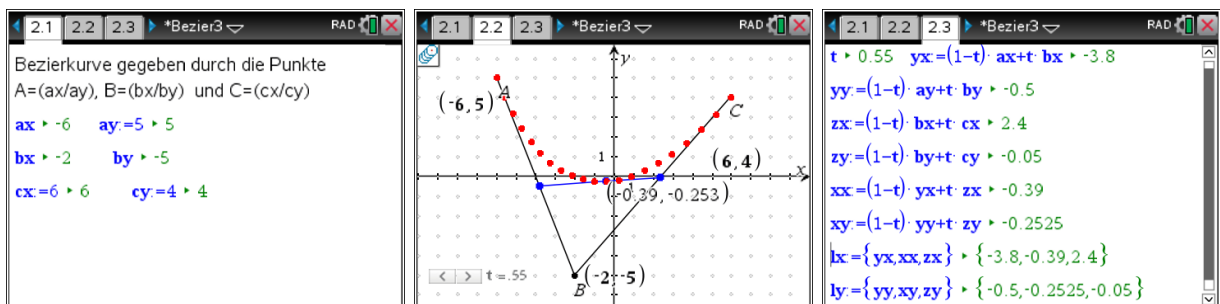 2.1 2.2 2.3 *Bezier3 RAD
Bezierkurve gegeben durch die Punkte
A=(ax/ay), B=(bx/by) und C=(cx/cy)
ax ▸ -6 ay:=5 ▸ 5
bx ▸ -2 by ▸ -5
cx:=6 ▸ 6 cy:=4 ▸ 4
2.1 2.2 2.3 *Bezier3 RAD
y
A
(-6,5)
C
1
(6,4)
x
1
(-0.39,-0.253)
< > t=.55
(-2,-5)
B
2.1 2.2 2.3 *Bezier3 RAD
t ▸ 0.55 yx:=(1-t)· ax+t· bx ▸ -3.8
yy:=(1-t)· ay+t· by ▸ -0.5
zx:=(1-t)· bx+t· cx ▸ 2.4
zy:=(1-t)· by+t· cy ▸ -0.05
xx:=(1-t)· yx+t· zx ▸ -0.39
xy:=(1-t)· yy+t· zy ▸ -0.2525
lx:={yx,xx,zx} ▸ {-3.8,-0.39,2.4}
ly:={yy,xy,zy} ▸ {-0.5,-0.2525,-0.05}